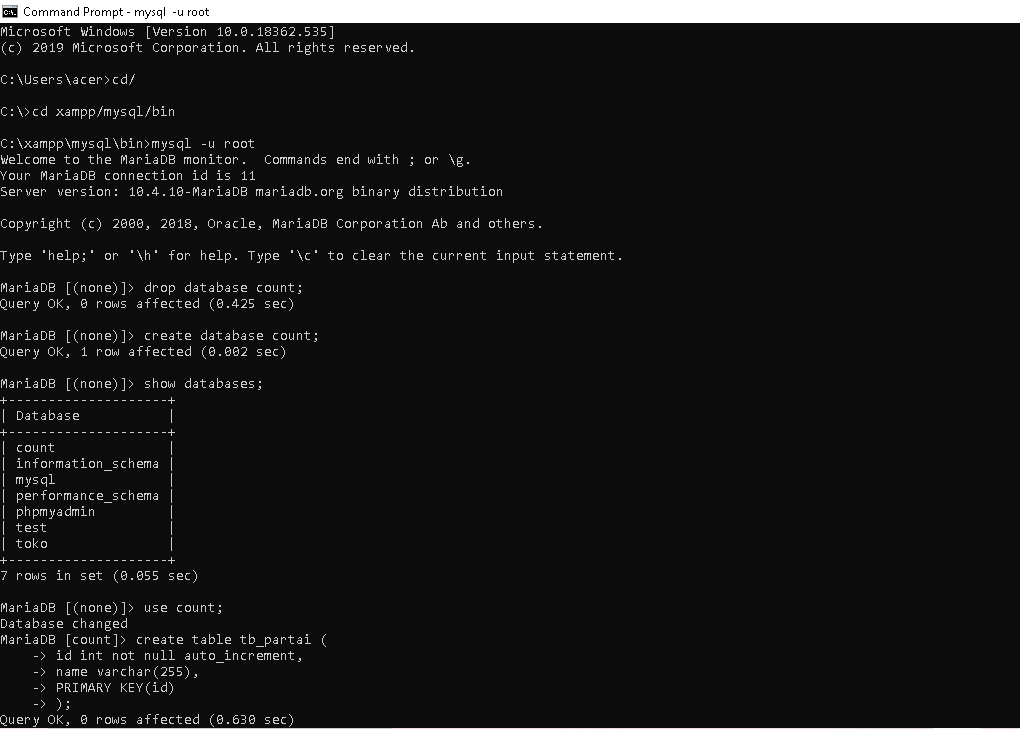 Command Prompt - mysql  -u root
Microsoft Windows [Version 10.0.18362.535]
(c) 2019 Microsoft Corporation. All rights reserved.
C:\Users\acer>cd/
C:\>cd xampp/mysql/bin
C:\xampp\mysql\bin>mysql -u root
Welcome to the MariaDB monitor.  Commands end with ; or \g.
Your MariaDB connection id is 11
Server version: 10.4.10-MariaDB mariadb.org binary distribution
Copyright (c) 2000, 2018, Oracle, MariaDB Corporation Ab and others.
Type 'help;' or '\h' for help. Type '\c' to clear the current input statement.
MariaDB [(none)]> drop database count;
Query OK, 0 rows affected (0.425 sec)
MariaDB [(none)]> create database count;
Query OK, 1 row affected (0.002 sec)
MariaDB [(none)]> show databases;
+--------------------+
| Database           |
+--------------------+
| count              |
| information_schema |
| mysql              |
| performance_schema |
| phpmyadmin         |
| test               |
| toko               |
+--------------------+
7 rows in set (0.055 sec)
MariaDB [(none)]> use count;
Database changed
MariaDB [count]> create table tb_partai (
    -> id int not null auto_increment,
    -> name varchar(255),
    -> PRIMARY KEY(id)
    -> );
Query OK, 0 rows affected (0.630 sec)